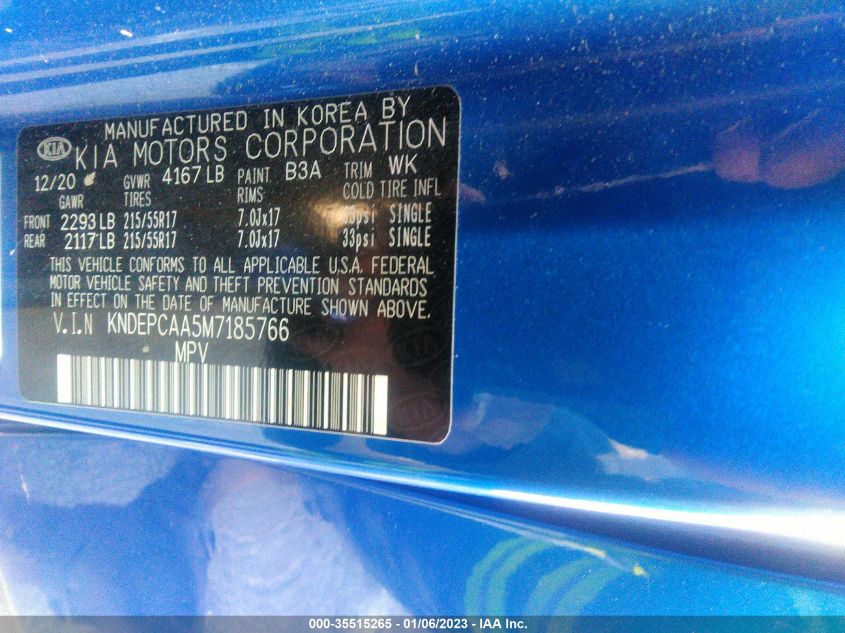 MANUFACTURED IN KOREA BY
KIA KIA MOTORS CORPORATION
12/20 GVWR 4167 LB PAINT B3A TRIM WK
GAWR TIRES RIMS COLD TIRE INFL
FRONT 2293 LB 215/55R17 7.0Jx17 SINGLE
REAR 2117 LB 215/55R17 7.0Jx17 33psi SINGLE
THIS VEHICLE CONFORMS TO ALL APPLICABLE U.S.A. FEDERAL
MOTOR VEHICLE SAFETY AND THEFT PREVENTION STANDARDS
IN EFFECT ON THE DATE OF MANUFACTURE SHOWN ABOVE.
V.I.N KNDEPCAA5M7185766
MPV
000-35515265 - 01/06/2023 - IAA Inc.